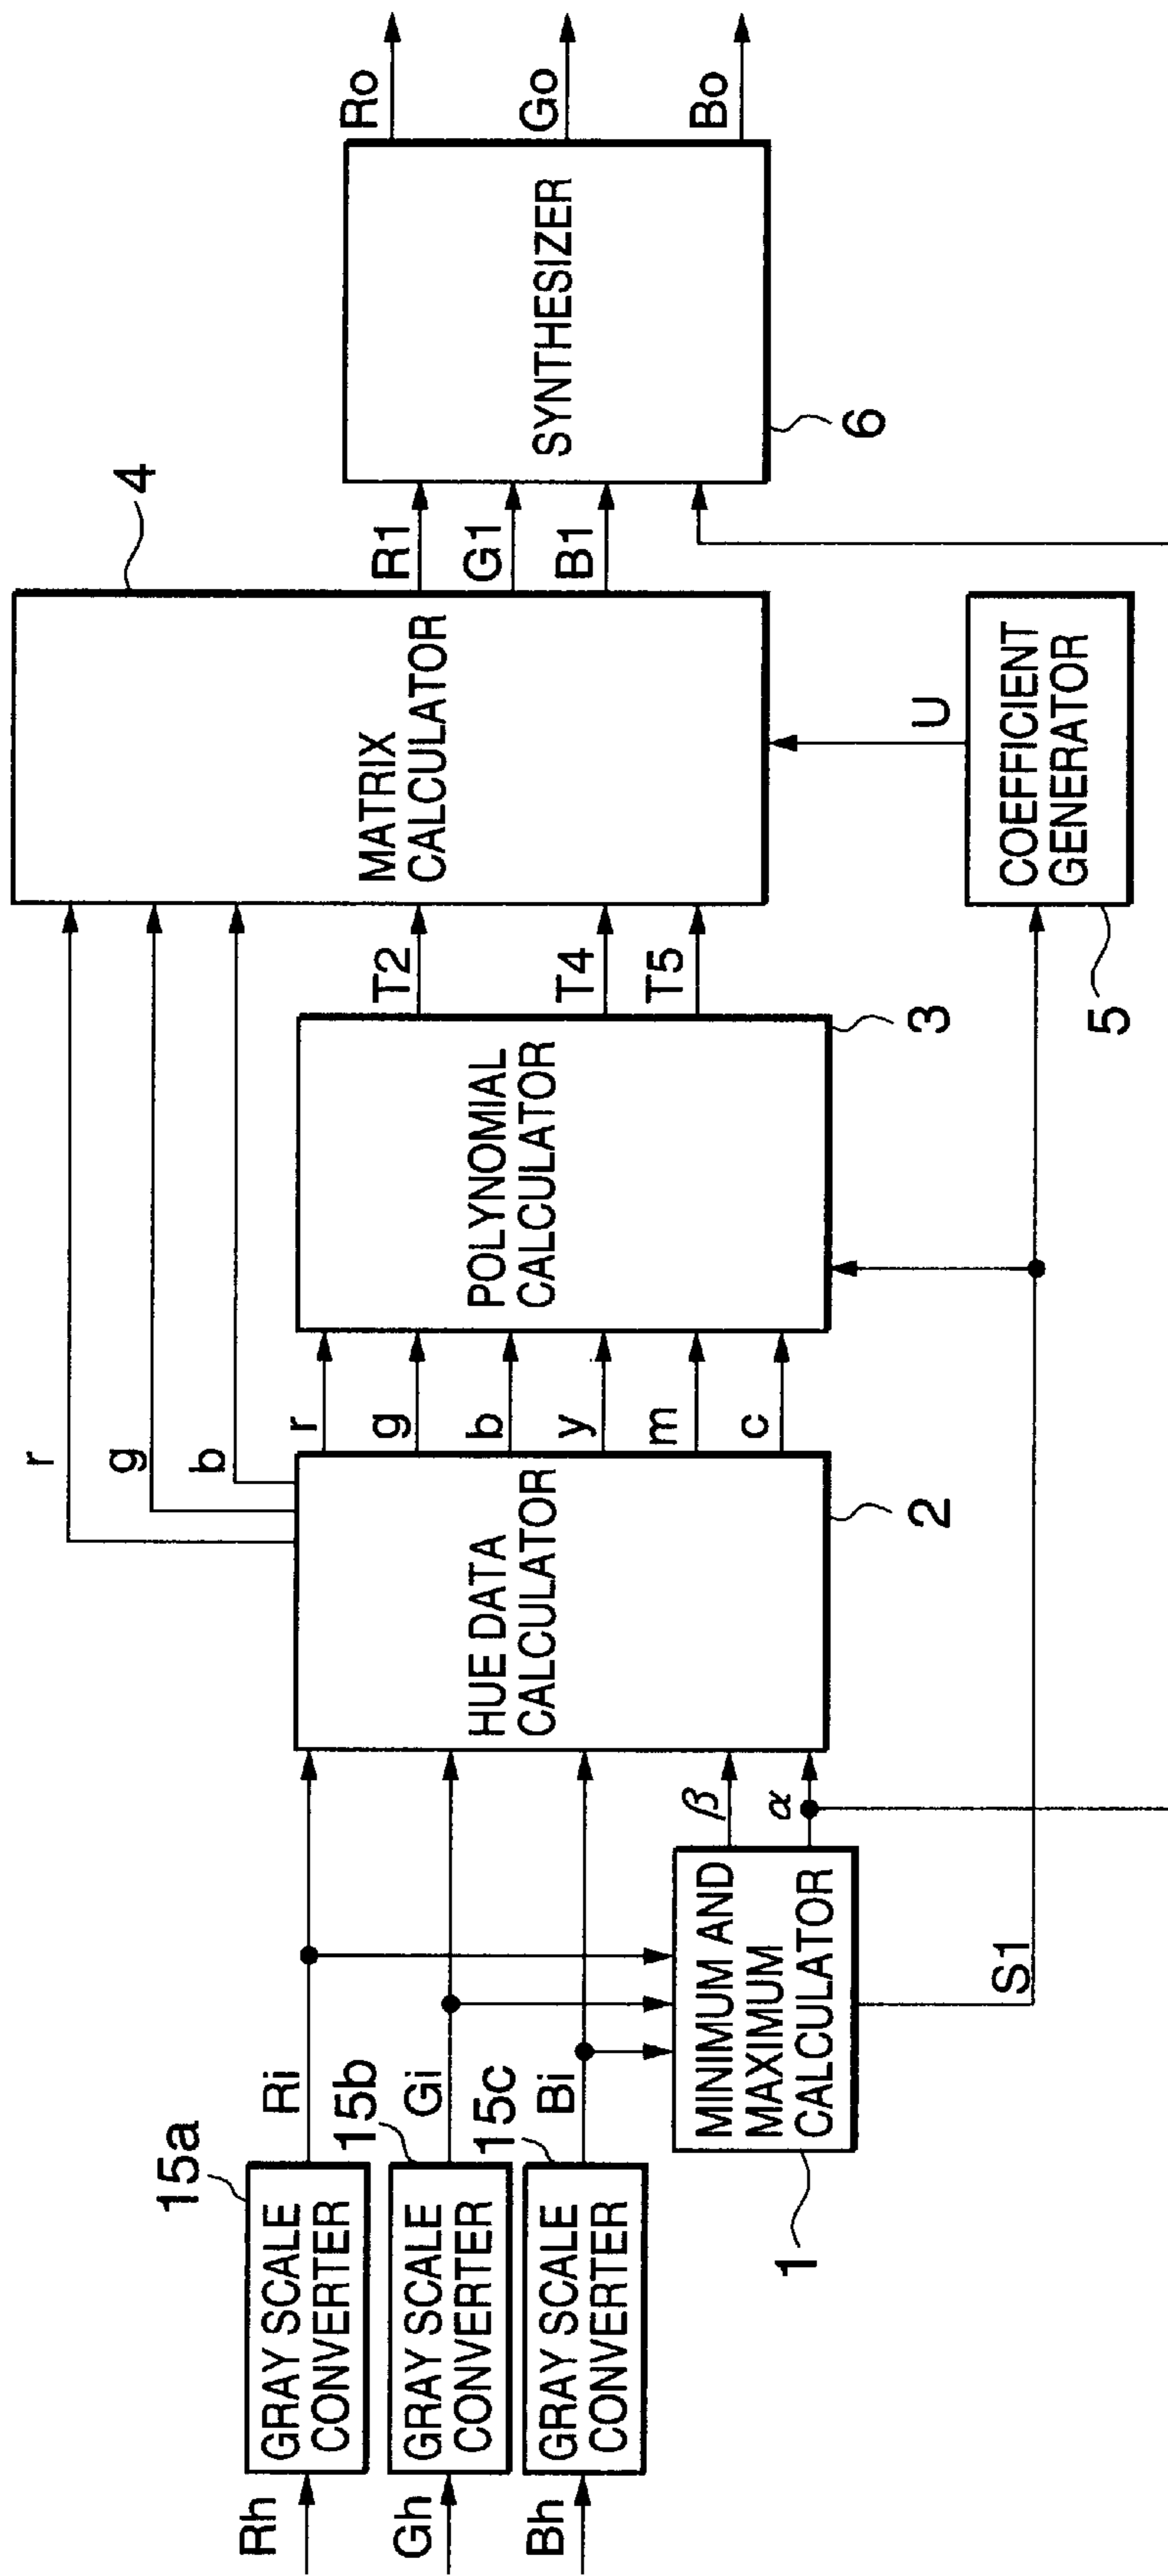 Rh
Gh
Bh
15a
GRAY SCALE
CONVERTER
15b
GRAY SCALE
CONVERTER
15c
GRAY SCALE
CONVERTER
Ri
Gi
Bi
1
MINIMUM AND
MAXIMUM
CALCULATOR
β
α
S1
HUE DATA
CALCULATOR
2
r
g
b
r
g
b
y
m
c
POLYNOMIAL
CALCULATOR
3
T2
T4
T5
MATRIX
CALCULATOR
4
U
COEFFICIENT
GENERATOR
5
R1
G1
B1
SYNTHESIZER
6
Ro
Go
Bo